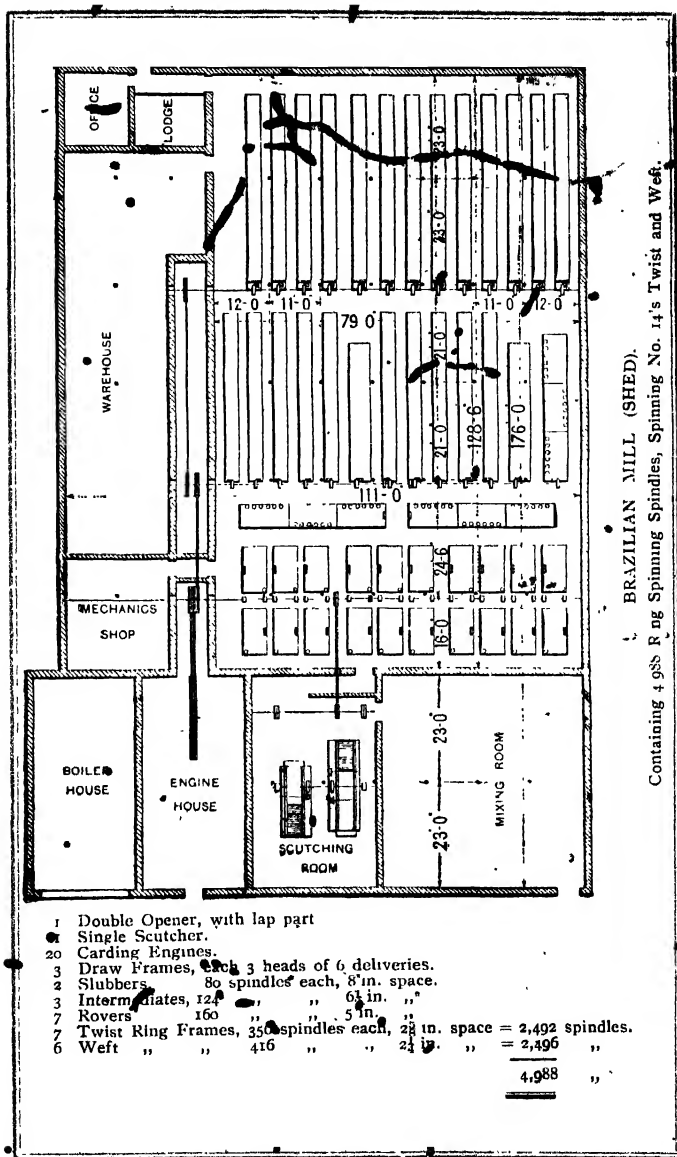 OFFICE
LODGE
WAREHOUSE
23-0
23-0
12-0 11-0 11-0 12-0
79 0
21-0
21-0
128-6
176-0
111-0
24-6
16-0
MECHANICS
SHOP
BOILER
HOUSE
ENGINE
HOUSE
SCUTCHING
ROOM
23-0
23-0
MIXING ROOM
BRAZILIAN MILL (SHED).
Containing 4 988 R ng Spinning Spindles, Spinning No. 14's Twist and Weft.
1 Double Opener, with lap part
1 Single Scutcher.
20 Carding Engines.
3 Draw Frames, each 3 heads of 6 deliveries.
2 Slubbers 80 spindles each, 8 in. space.
3 Intermediates, 124 „ „ 6½ in. „
7 Rovers 160 „ „ 5 in. „
7 Twist Ring Frames, 356 spindles each, in. space = 2,492 spindles.
6 Weft „ „ 416 „ „ in. „ = 2,496 „
4,988 „